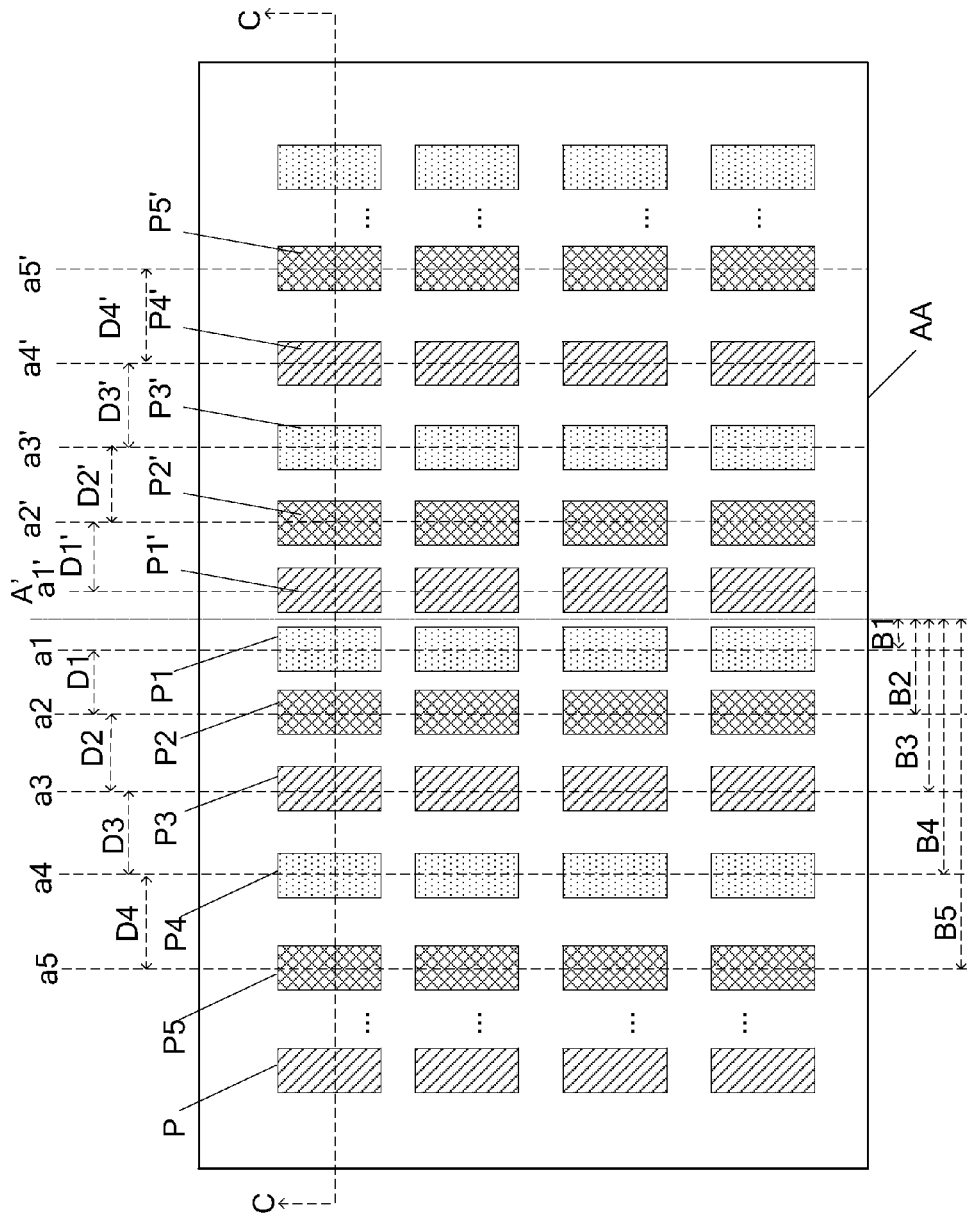 C C
a5 a4 a3 a2 a1 A' a1' a2' a3' a4' a5'
D4 D3 D2 D1 D1' D2' D3' D4'
P P5 P4 P3 P2 P1 P1' P2' P3' P4' P5'
... ...
... ...
... ...
... ...
AA
B1
B2
B3
B4
B5